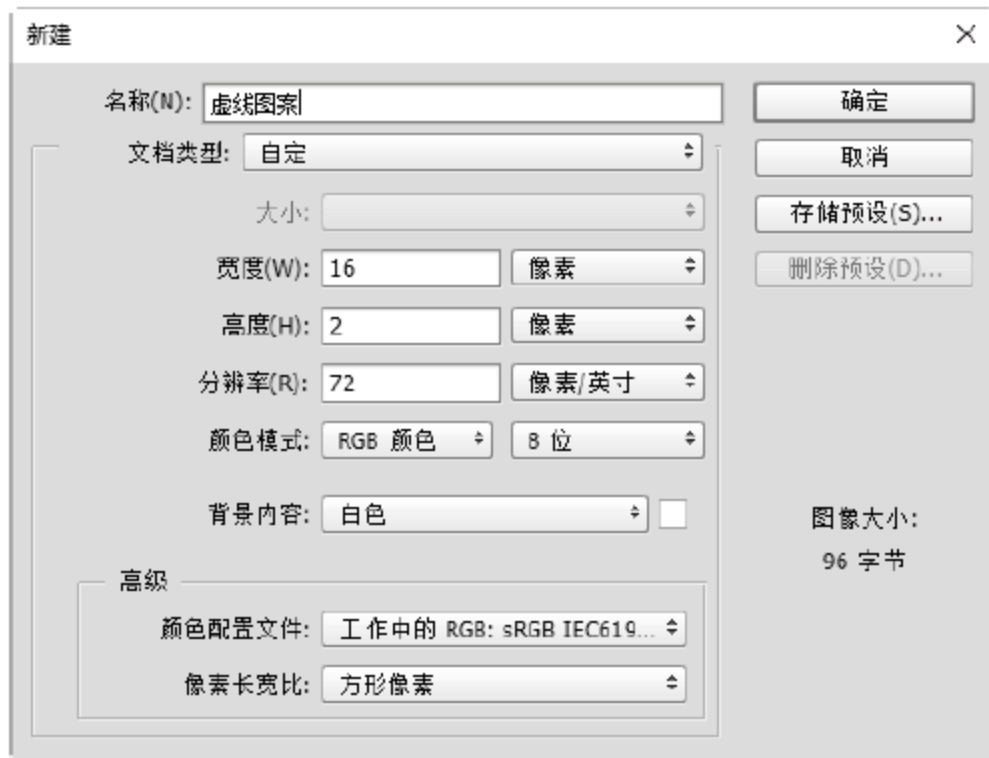 新建
名称(N): 虚线图案
确定
文档类型: 自定
取消
大小:
存储预设(S)...
宽度(W): 16 像素
删除预设(D)...
高度(H): 2 像素
分辨率(R): 72 像素/英寸
颜色模式: RGB 颜色 8 位
背景内容: 白色
图像大小:
96 字节
高级
颜色配置文件: 工作中的 RGB: sRGB IEC619...
像素长宽比: 方形像素